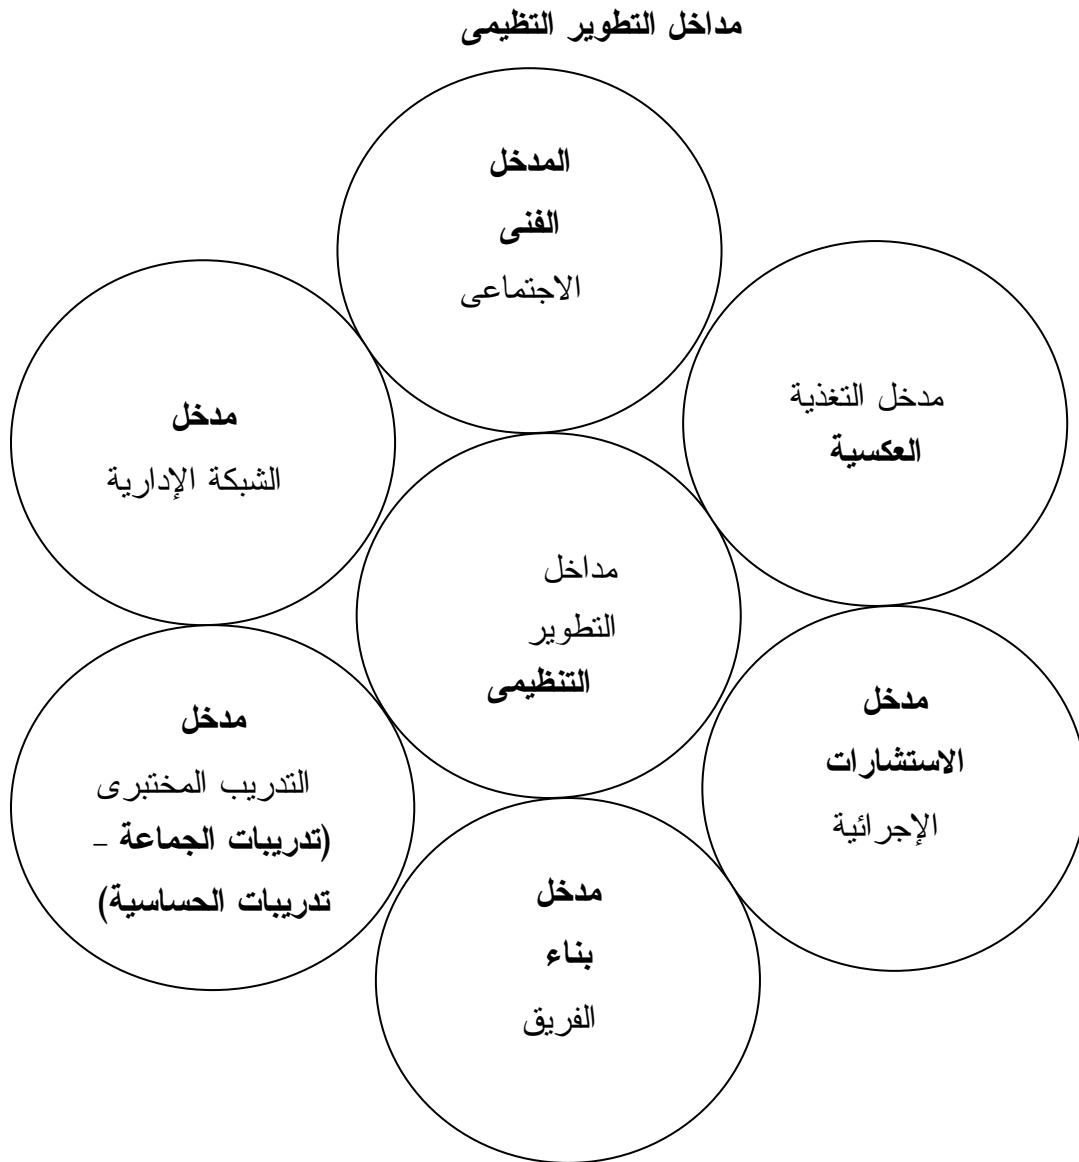 مداخل التطوير التظيمى
المدخل
الفنى
الاجتماعى
مدخل التغذية
العكسية
مدخل
الشبكة الإدارية
مداخل
التطوير
التنظيمى
مدخل
الاستشارات
الإجرائية
مدخل
التدريب المختبرى
(تدريبات الجماعة –
تدريبات الحساسية)
مدخل
بناء
الفريق